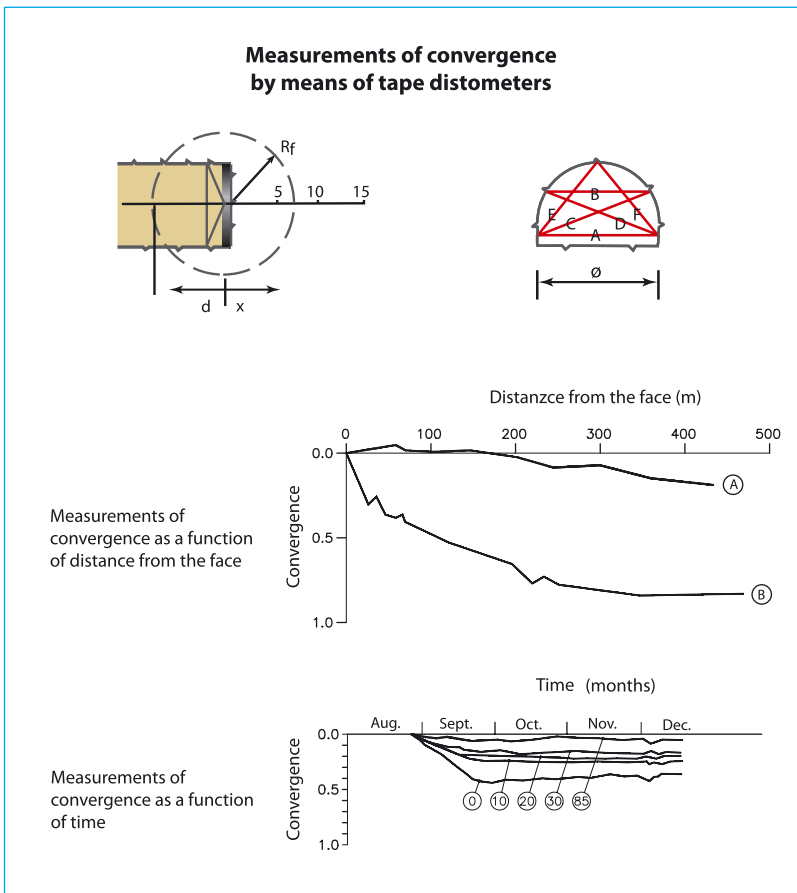 Measurements of convergence
by means of tape distometers
Rf
5 10 15
d x
B
E C D F
A
ø
Distanzce from the face (m)
0 100 200 300 400 500
0.0
0.5
1.0
Convergence
A
B
Measurements of
convergence as a function
of distance from the face
Time (months)
Aug. Sept. Oct. Nov. Dec.
0.0
0.5
1.0
Convergence
0 10 20 30 85
Measurements of
convergence as a function
of time